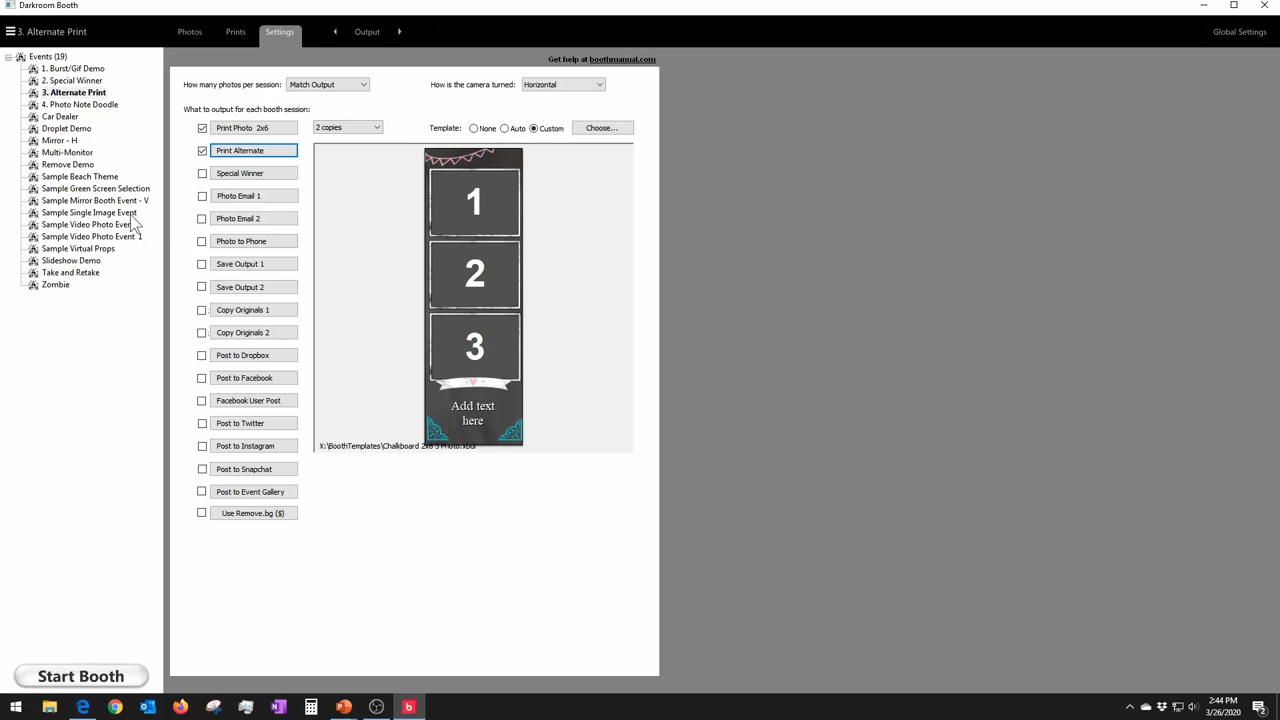 Darkroom Booth
3. Alternate Print
Photos
Prints
Settings
Output
Global Settings
Get help at boothmanual.com
Events (19)
1. Burst/Gif Demo
2. Special Winner
3. Alternate Print
4. Photo Note Doodle
Car Dealer
Droplet Demo
Mirror - H
Multi-Monitor
Remove Demo
Sample Beach Theme
Sample Green Screen Selection
Sample Mirror Booth Event - V
Sample Single Image Event
Sample Video Photo Even
Sample Video Photo Event 1
Sample Virtual Props
Slideshow Demo
Take and Retake
Zombie
Start Booth
How many photos per session: Match Output
How is the camera turned: Horizontal
What to output for each booth session:
Print Photo 2x6
2 copies
Template: None Auto Custom Choose...
Print Alternate
Special Winner
Photo Email 1
Photo Email 2
Photo to Phone
Save Output 1
Save Output 2
Copy Originals 1
Copy Originals 2
Post to Dropbox
Post to Facebook
Facebook User Post
Post to Twitter
Post to Instagram
Post to Snapchat
Post to Event Gallery
Use Remove.bg ($)
1
2
3
Add text
here
X:\BoothTemplates\Chalkboard 2x6 3 Photo.xbdi
2:44 PM
3/26/2020
2